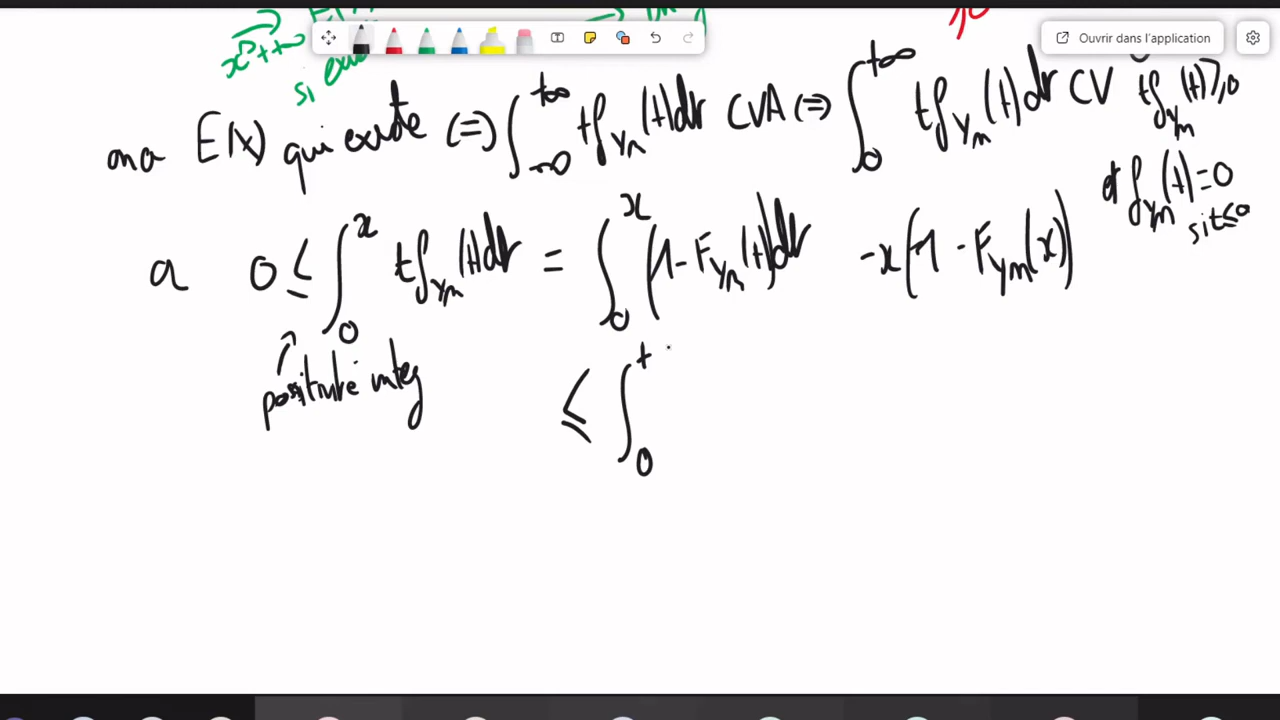 x → +∞
si
Ouvrir dans l'application
on a E(X) qui existe (=) ∫_{-∞}^{+∞} t f_{Y_n}(t)dt CVA (=) ∫_0^{+∞} t f_{Y_n}(t)dt CV t f_{Y_n}(t) ⩾ 0
et f_{Y_n}(t) = 0
si t ≤ 0
a 0 ≤ ∫_0^x t f_{Y_n}(t)dt = ∫_0^x (1 - F_{Y_n}(t))dt - x(1 - F_{Y_n}(x))
positivité integ
≤ ∫_0^+